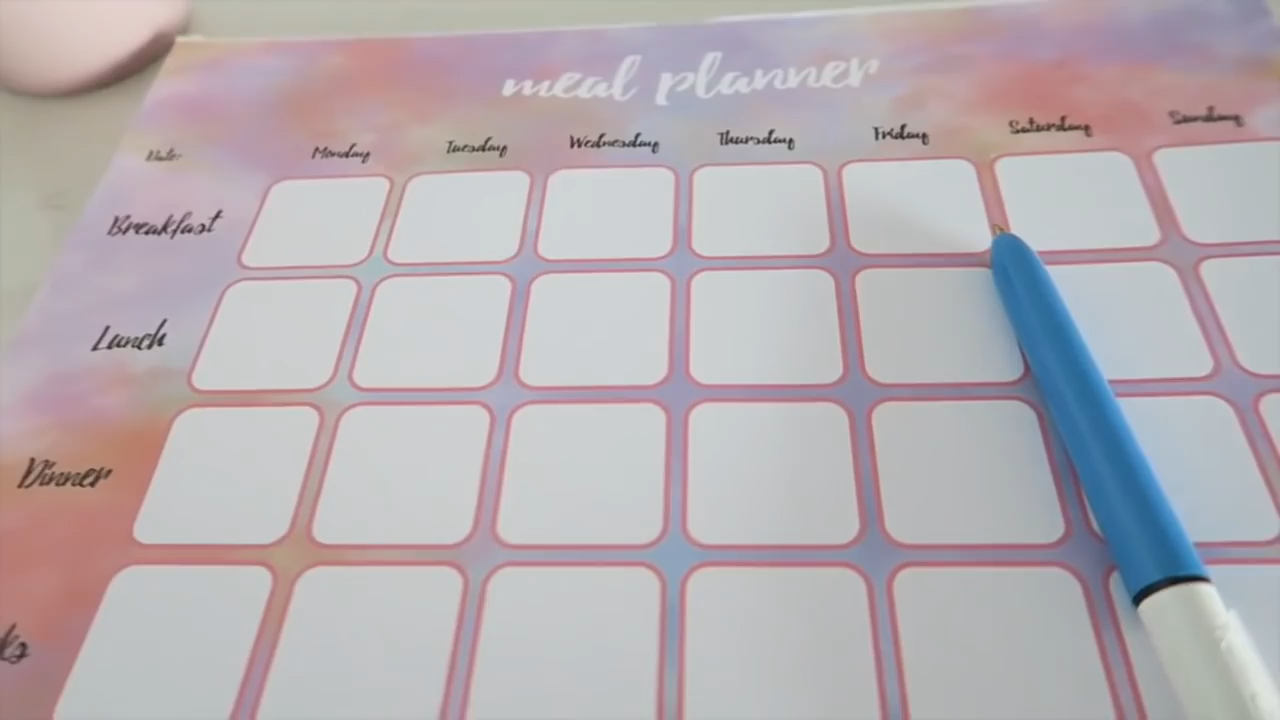 meal planner
Date: Monday Tuesday Wednesday Thursday Friday Saturday Sunday
Breakfast
Lunch
Dinner